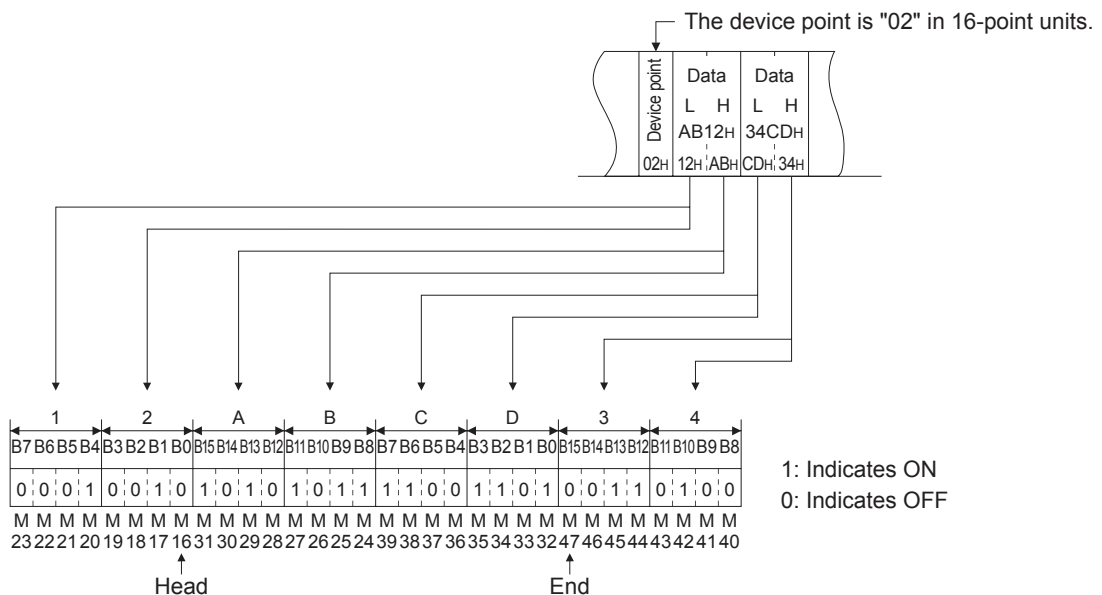 The device point is "02" in 16-point units.
Device point
Data Data
L H L H
AB12H 34CDH
02H 12H ABH CDH 34H
1 2 A B C D 3 4
B7 B6 B5 B4 B3 B2 B1 B0 B15 B14 B13 B12 B11 B10 B9 B8 B7 B6 B5 B4 B3 B2 B1 B0 B15 B14 B13 B12 B11 B10 B9 B8
0 0 0 1 0 0 1 0 1 0 1 0 1 0 1 1 1 1 0 0 1 1 0 1 0 0 1 1 0 1 0 0
M M M M M M M M M M M M M M M M M M M M M M M M M M M M M M M M
23 22 21 20 19 18 17 16 31 30 29 28 27 26 25 24 39 38 37 36 35 34 33 32 47 46 45 44 43 42 41 40
Head End
1: Indicates ON
0: Indicates OFF